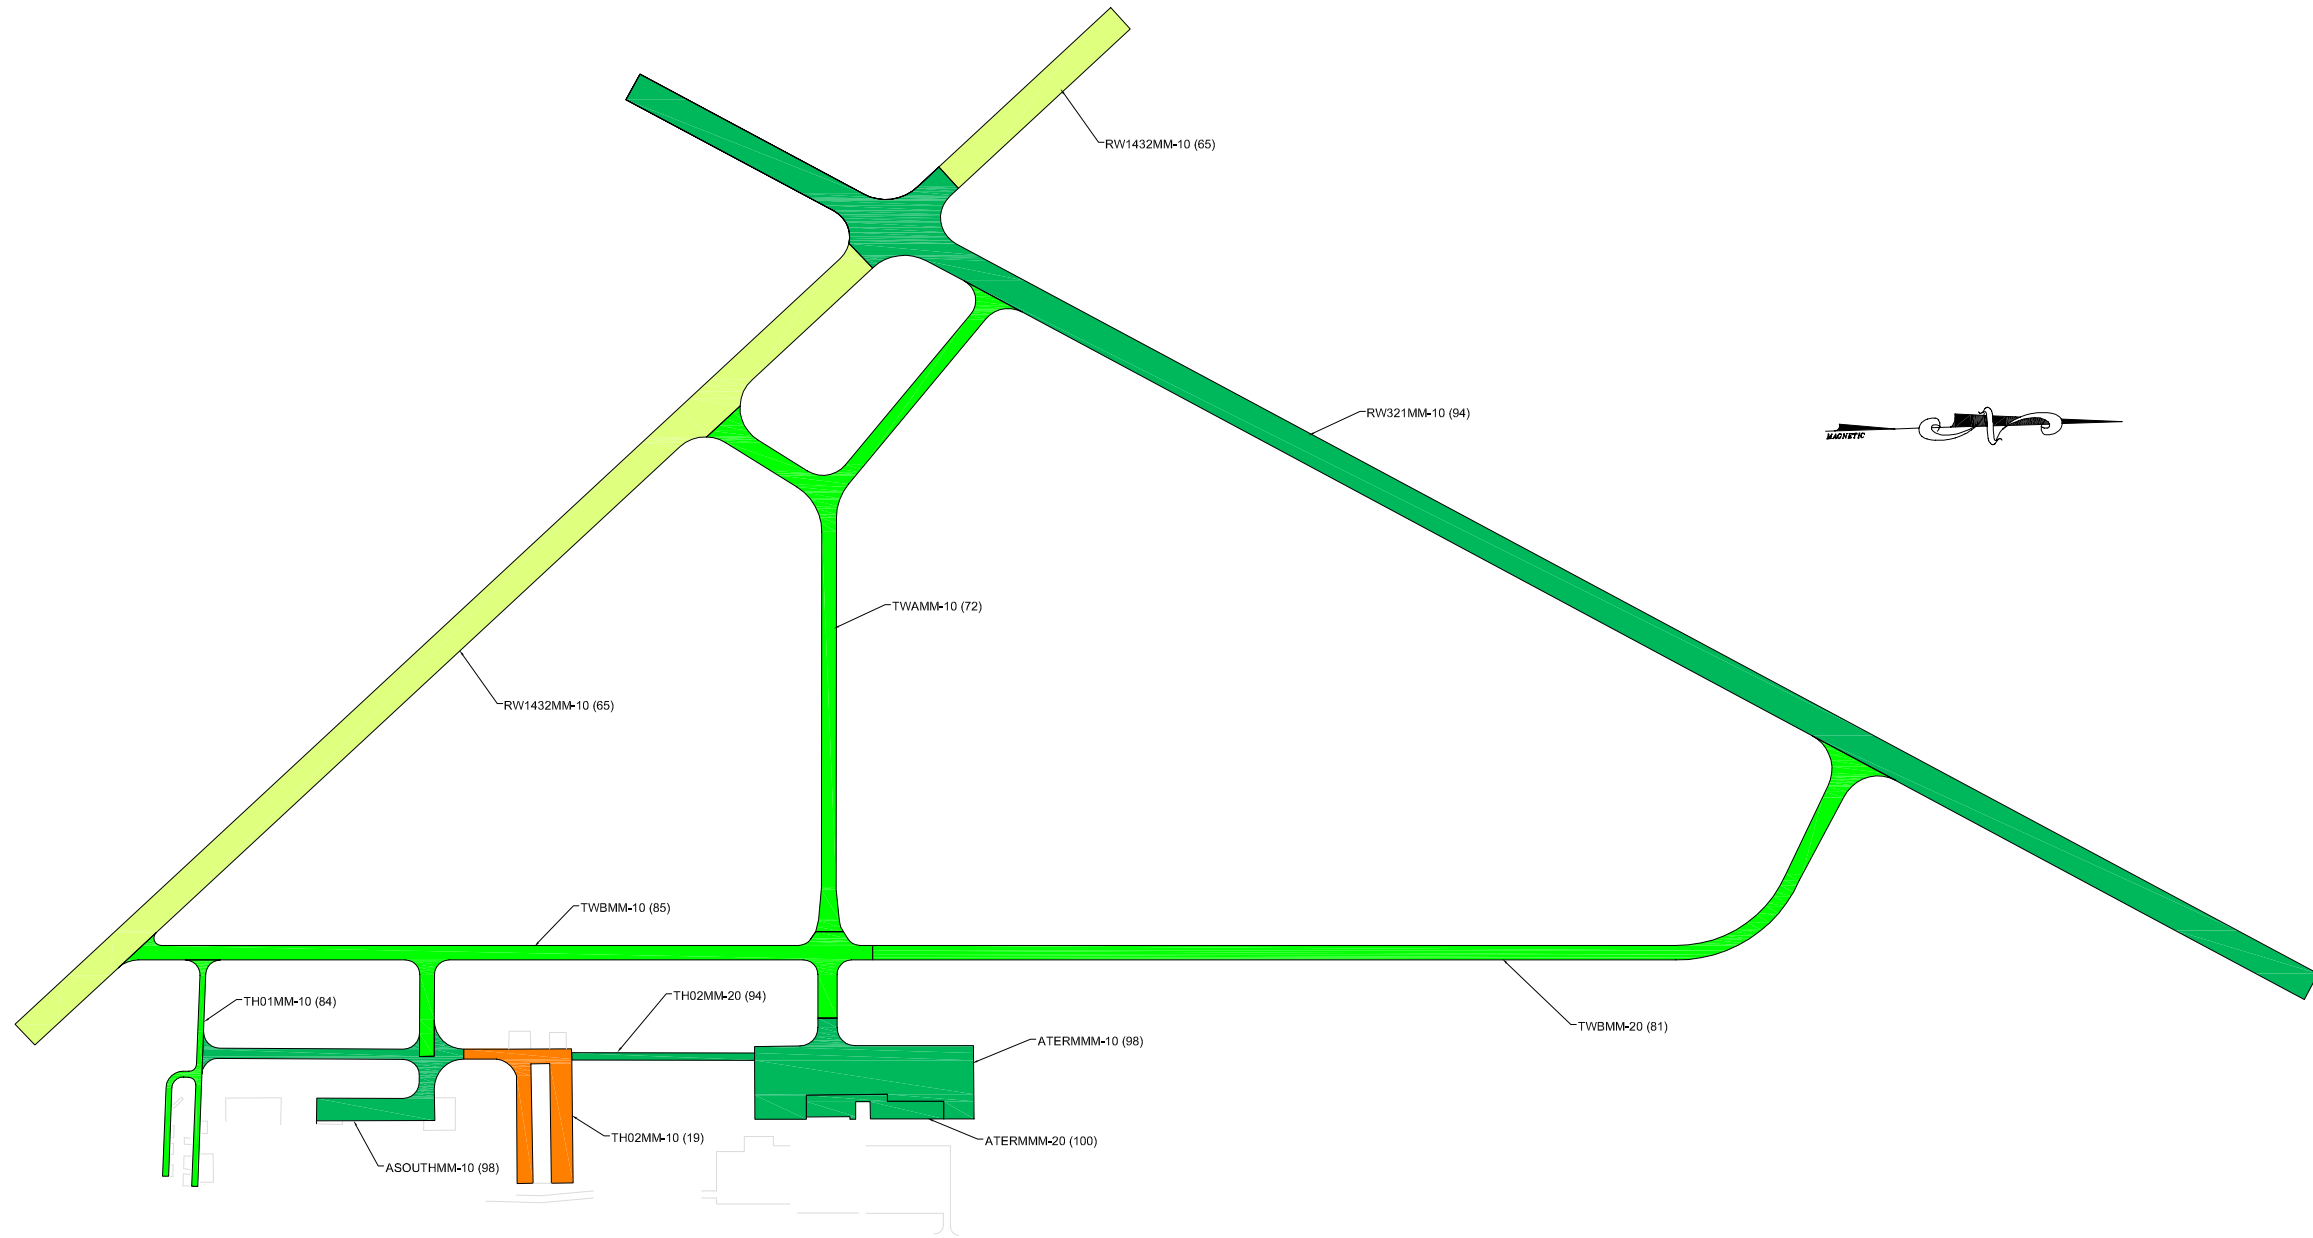 RW1432MM-10 (65)
RW321MM-10 (94)
MAGNETIC
N
TWAMM-10 (72)
RW1432MM-10 (65)
TWBMM-10 (85)
TH01MM-10 (84)
TH02MM-20 (94)
TWBMM-20 (81)
ATERMMM-10 (98)
TH02MM-10 (19)
ATERMMM-20 (100)
ASOUTHMM-10 (98)